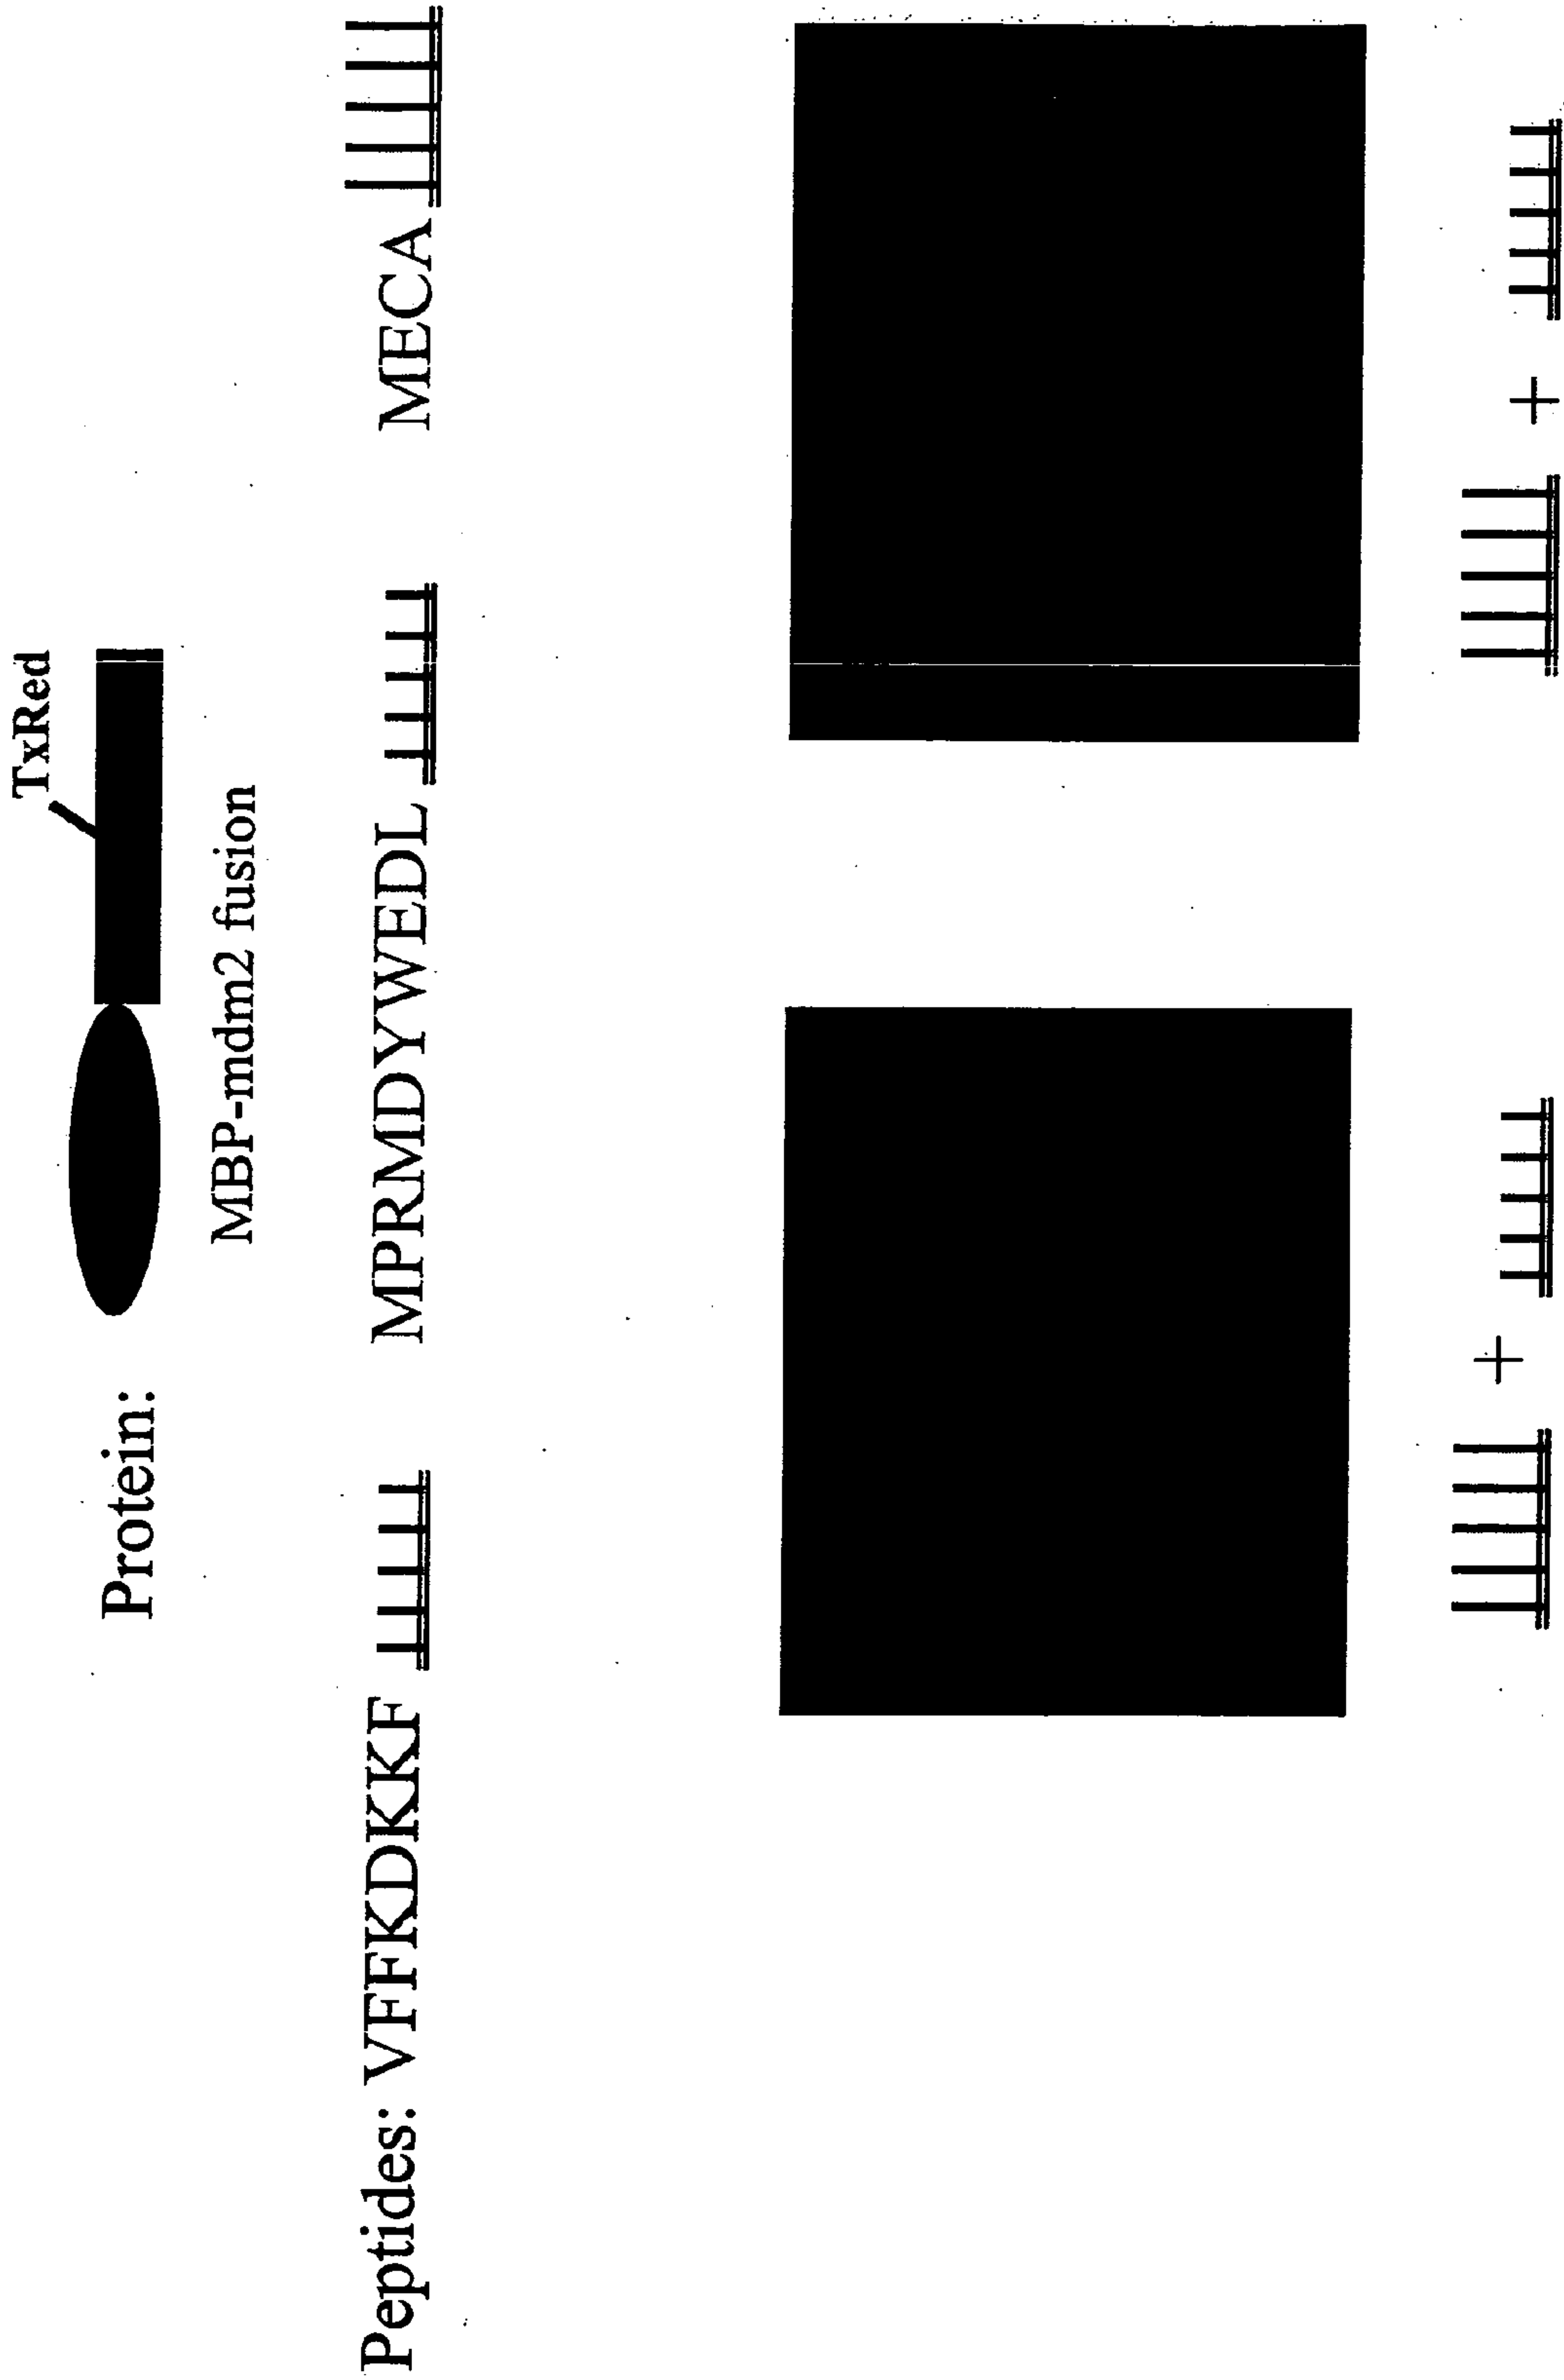 TxRed
Protein:
MBP-mdm2 fusion
Peptides: VFFKDKKF MPRMDYWEDL MECA
+ +